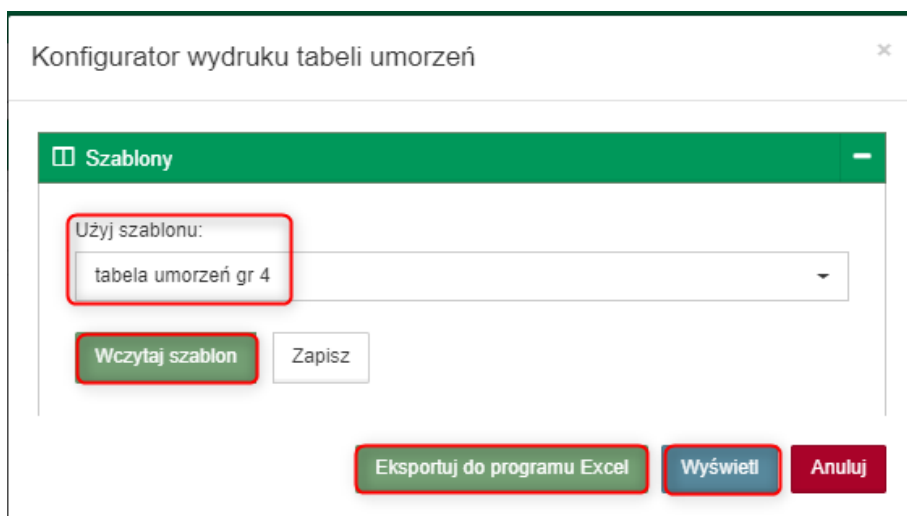 Konfigurator wydruku tabeli umorzeń
×
Szablony
Użyj szablonu:
tabela umorzeń gr 4
Wczytaj szablon Zapisz
Eksportuj do programu Excel Wyświetl Anuluj